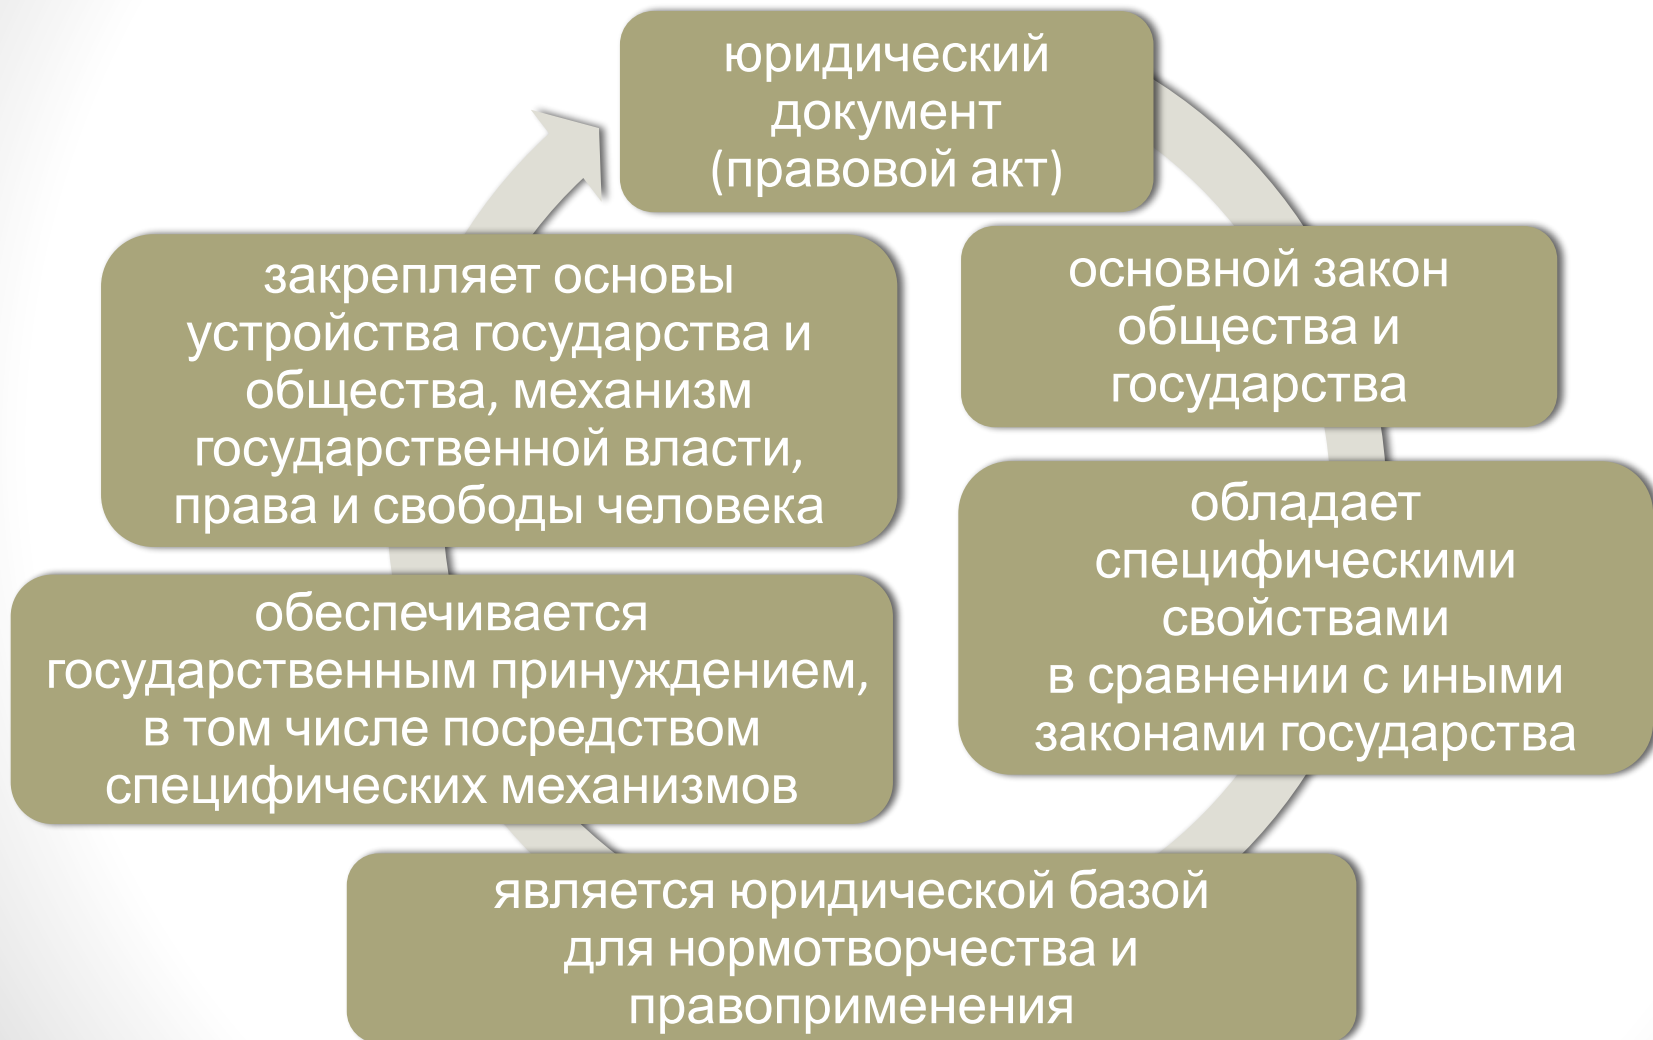 юридический
документ
(правовой акт)
основной закон
общества и
государства
обладает
специфическими
свойствами
в сравнении с иными
законами государства
является юридической базой
для нормотворчества и
правоприменения
обеспечивается
государственным принуждением,
в том числе посредством
специфических механизмов
закрепляет основы
устройства государства и
общества, механизм
государственной власти,
права и свободы человека